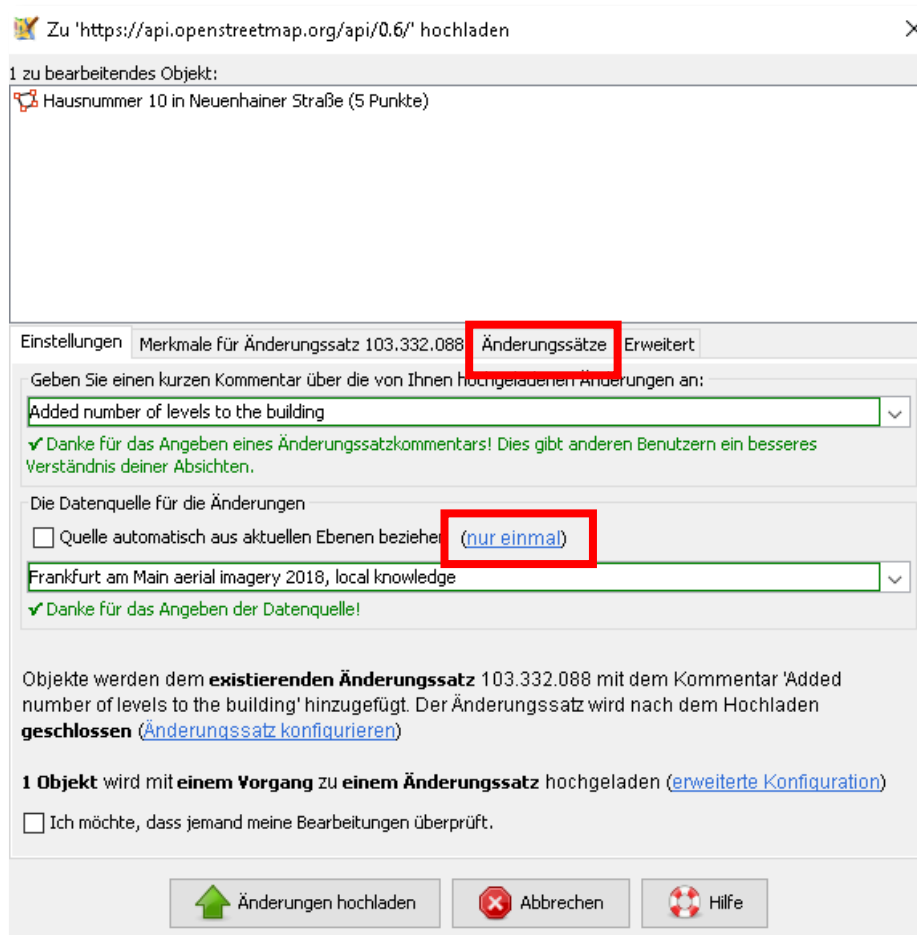 Zu 'https://api.openstreetmap.org/api/0.6/' hochladen
1 zu bearbeitendes Objekt:
Hausnummer 10 in Neuenhainer Straße (5 Punkte)
Einstellungen Merkmale für Änderungssatz 103.332.088 Änderungssätze Erweitert
Geben Sie einen kurzen Kommentar über die von Ihnen hochgeladenen Änderungen an:
Added number of levels to the building
✓ Danke für das Angeben eines Änderungssatzkommentars! Dies gibt anderen Benutzern ein besseres
Verständnis deiner Absichten.
Die Datenquelle für die Änderungen
Quelle automatisch aus aktuellen Ebenen beziehen (nur einmal)
Frankfurt am Main aerial imagery 2018, local knowledge
✓ Danke für das Angeben der Datenquelle!
Objekte werden dem existierenden Änderungssatz 103.332.088 mit dem Kommentar 'Added
number of levels to the building' hinzugefügt. Der Änderungssatz wird nach dem Hochladen
geschlossen (Änderungssatz konfigurieren)
1 Objekt wird mit einem Vorgang zu einem Änderungssatz hochgeladen (erweiterte Konfiguration)
Ich möchte, dass jemand meine Bearbeitungen überprüft.
Änderungen hochladen Abbrechen Hilfe